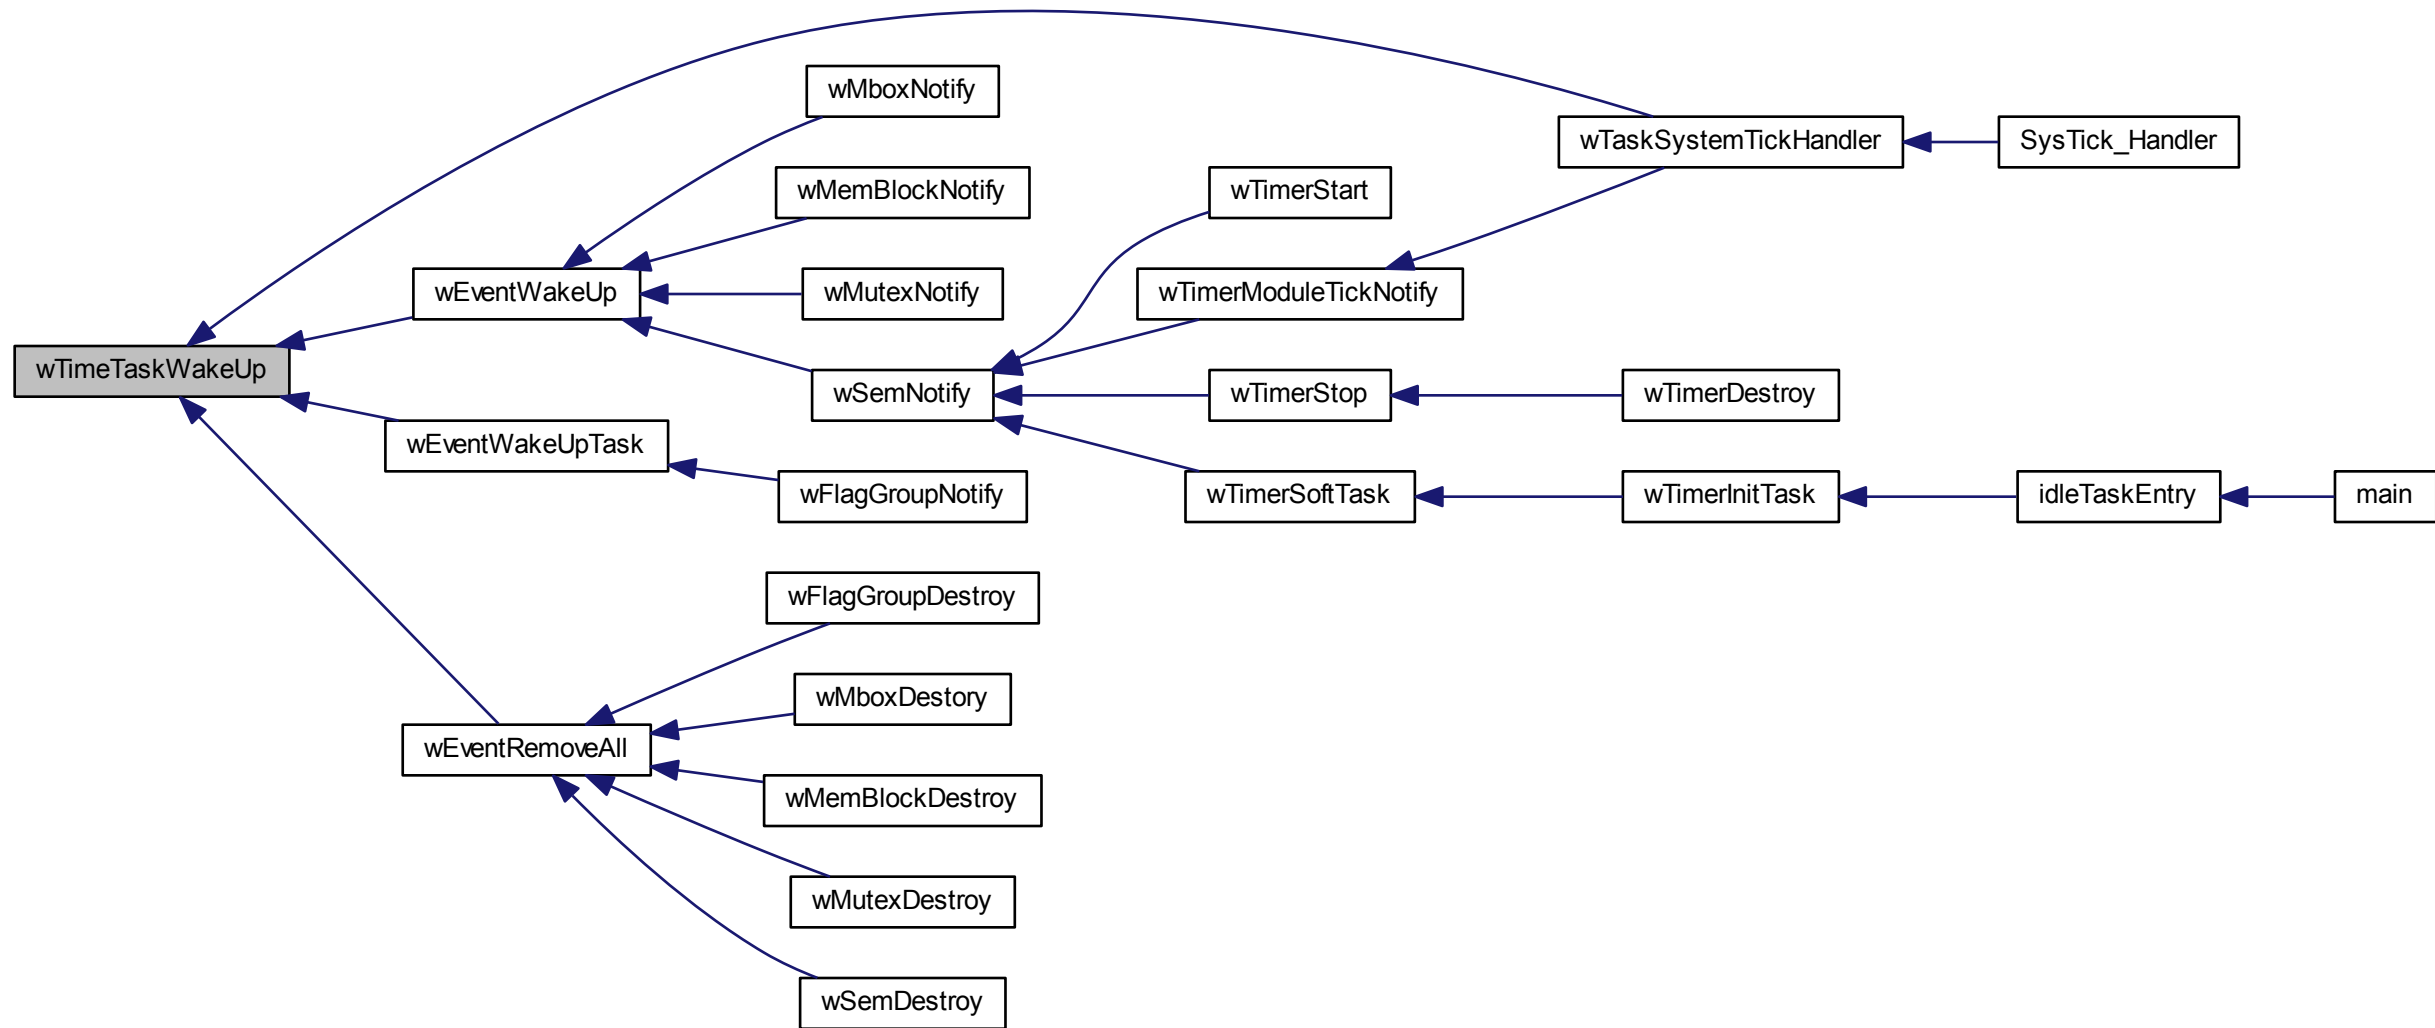 wMboxNotify
wTaskSystemTickHandler
SysTick_Handler
wMemBlockNotify
wTimerStart
wEventWakeUp
wMutexNotify
wTimerModuleTickNotify
wTimeTaskWakeUp
wSemNotify
wTimerStop
wTimerDestroy
wEventWakeUpTask
wFlagGroupNotify
wTimerSoftTask
wTimerInitTask
idleTaskEntry
main
wFlagGroupDestroy
wMboxDestory
wEventRemoveAll
wMemBlockDestroy
wMutexDestroy
wSemDestroy